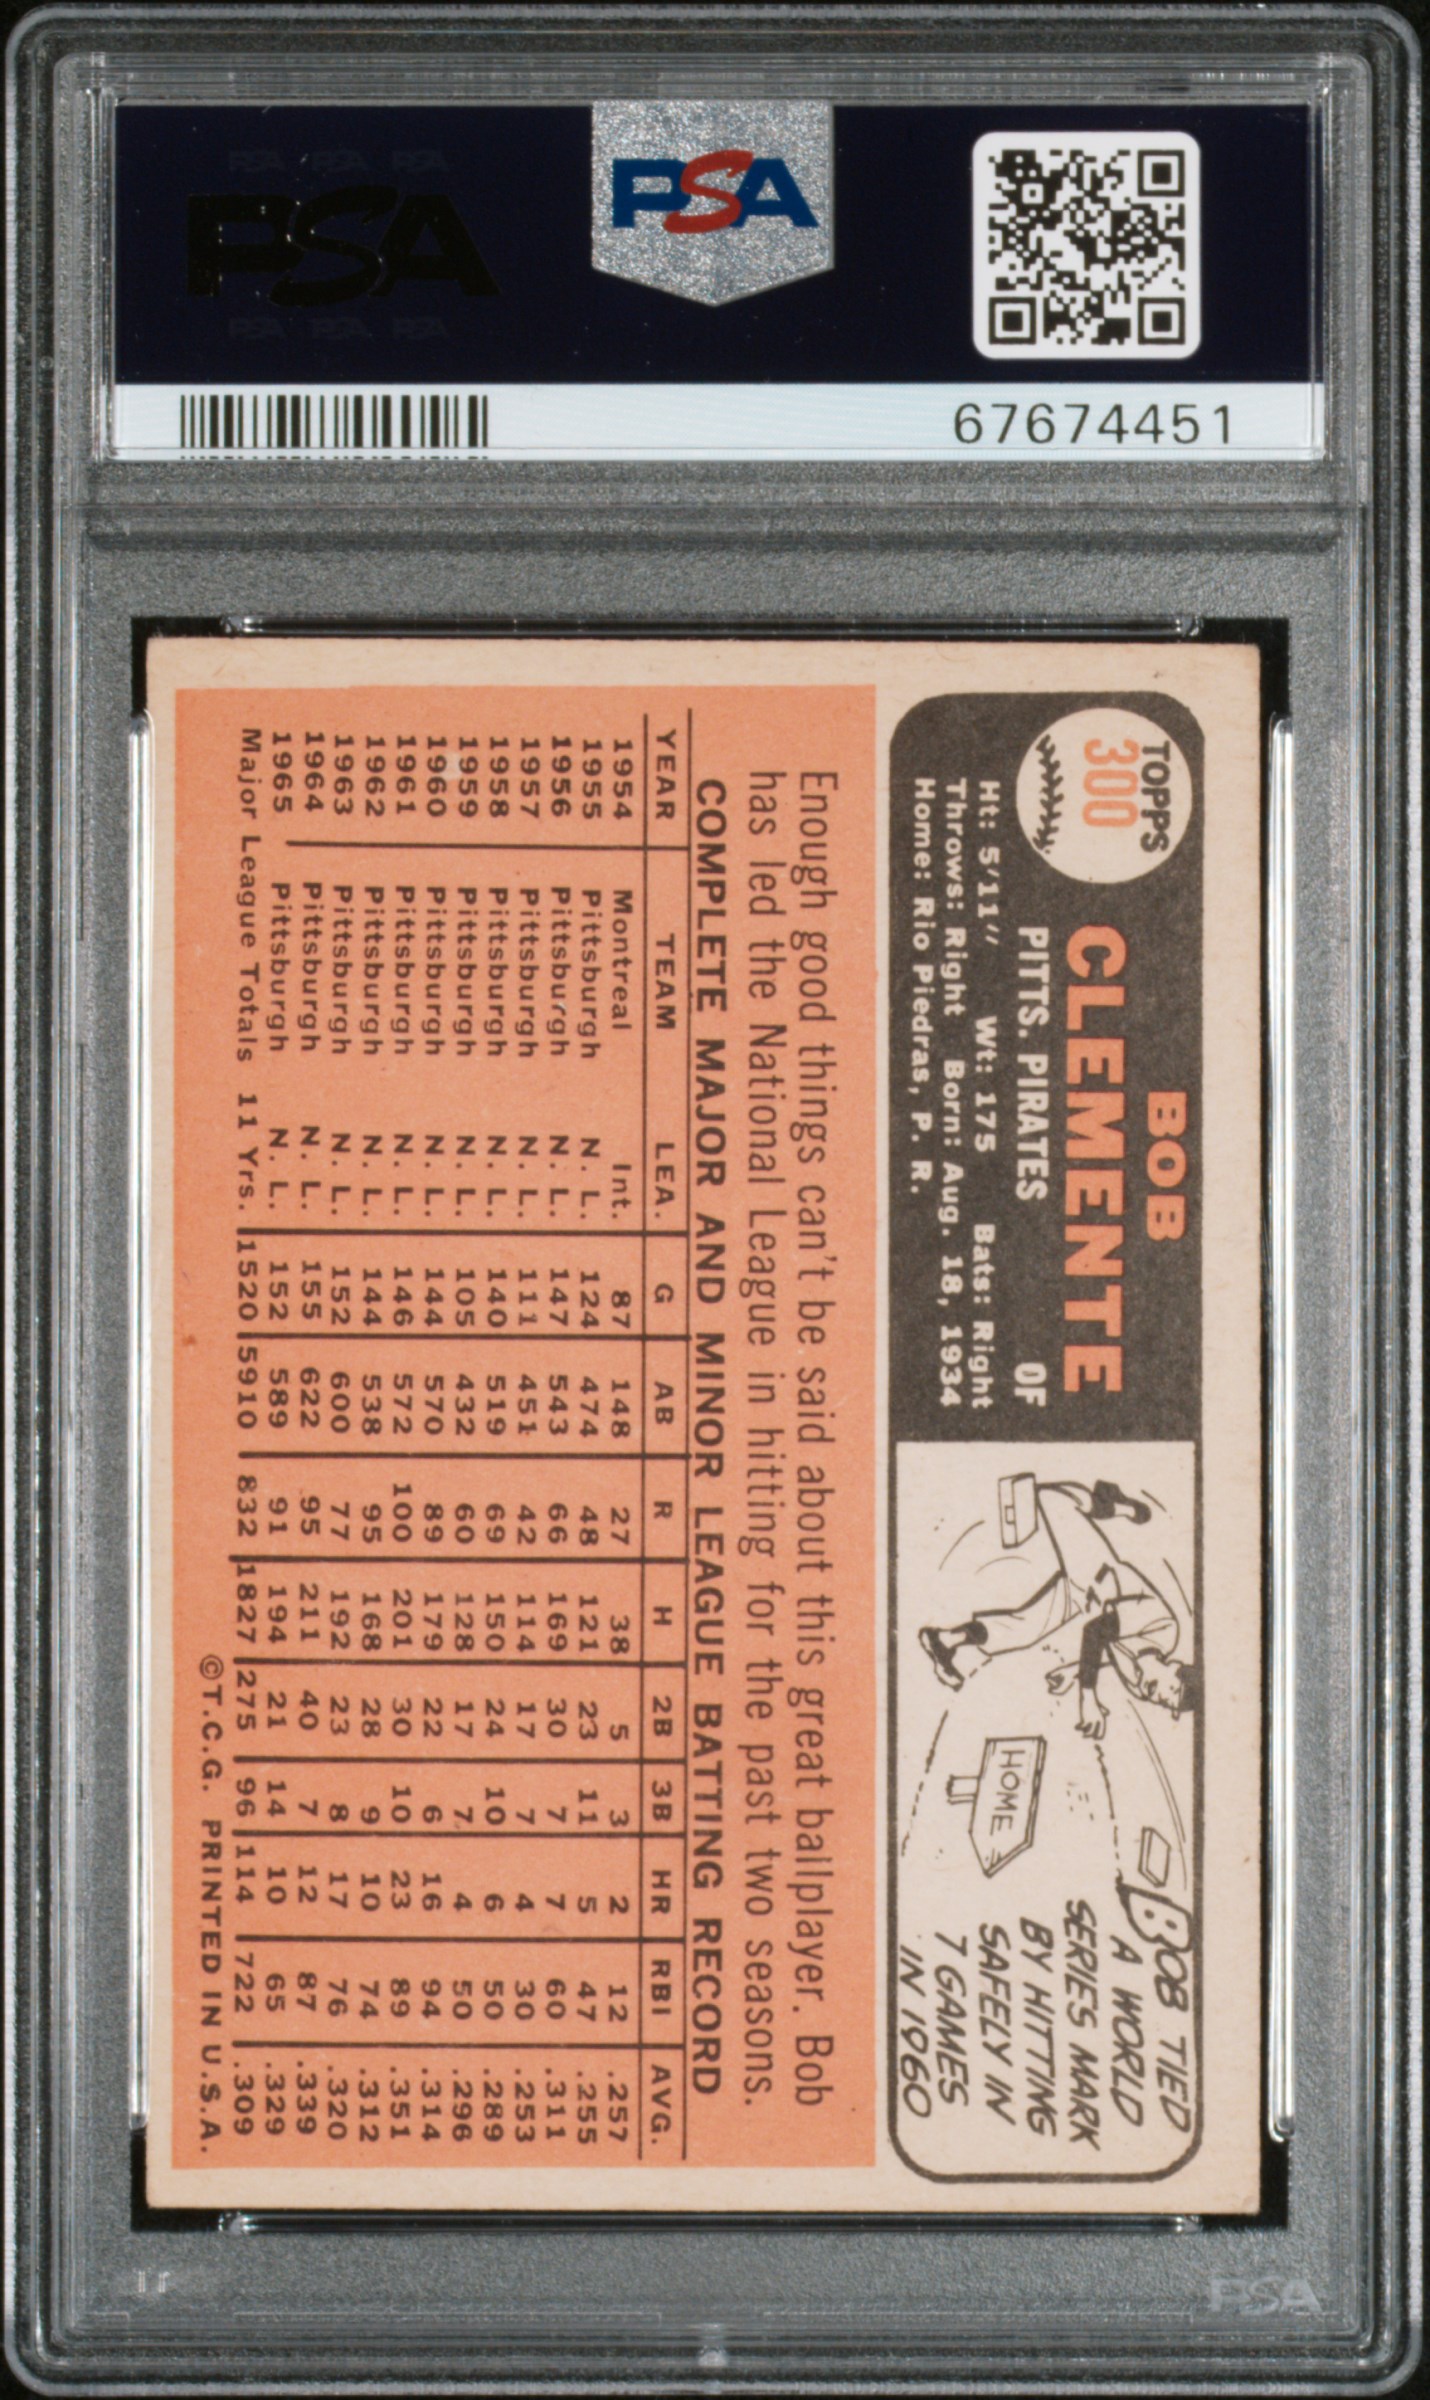 PSA PSA PSA
PSA
PSA PSA PSA
PSA
67674451
TOPPS
300
BOB
CLEMENTE
PITTS. PIRATES OF
Ht: 5'11" Wt: 175 Bats: Right
Throws: Right Born: Aug. 18, 1934
Home: Rio Piedras, P. R.
BOB TIED
A WORLD
SERIES MARK
BY HITTING
SAFELY IN
7 GAMES
IN 1960
HOME
Enough good things can't be said about this great ballplayer. Bob
has led the National League in hitting for the past two seasons.
COMPLETE MAJOR AND MINOR LEAGUE BATTING RECORD
YEAR TEAM LEA. G AB R H 2B 3B HR RBI AVG.
1954 Montreal Int. 87 148 27 38 5 3 2 12 .257
1955 Pittsburgh N. L. 124 474 48 121 23 11 5 47 .255
1956 Pittsburgh N. L. 147 543 66 169 30 7 7 60 .311
1957 Pittsburgh N. L. 111 451 42 114 17 7 4 30 .253
1958 Pittsburgh N. L. 140 519 69 150 24 10 6 50 .289
1959 Pittsburgh N. L. 105 432 60 128 17 7 4 50 .296
1960 Pittsburgh N. L. 144 570 89 179 22 6 16 94 .314
1961 Pittsburgh N. L. 146 572 100 201 30 10 23 89 .351
1962 Pittsburgh N. L. 144 538 95 168 28 9 10 74 .312
1963 Pittsburgh N. L. 152 600 77 192 23 8 17 76 .320
1964 Pittsburgh N. L. 155 622 95 211 40 7 12 87 .339
1965 Pittsburgh N. L. 152 589 91 194 21 14 10 65 .329
Major League Totals 11 Yrs. 1520 5910 832 1827 275 96 114 722 .309
©T.C.G. PRINTED IN U.S.A.
PSA